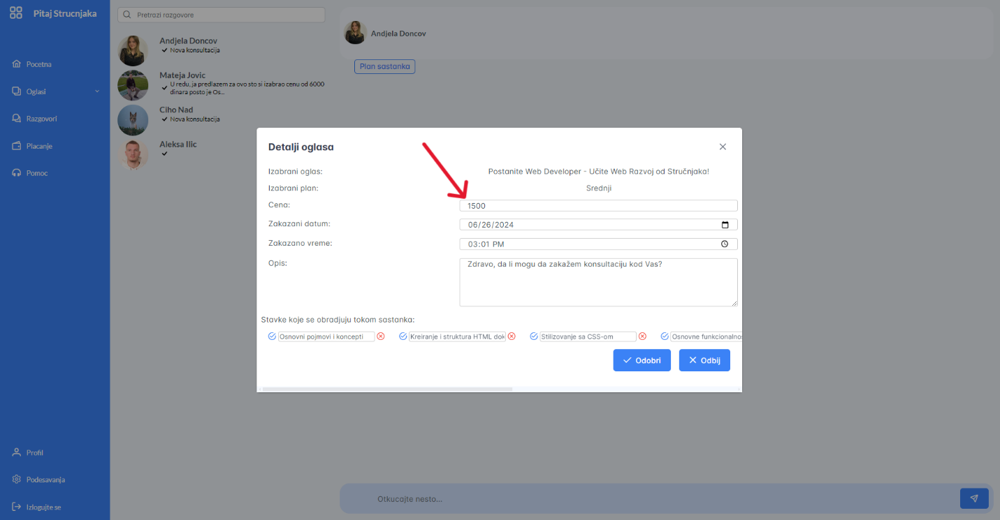 Pitaj Strucnjaka
Pocetna
Oglasi
Razgovori
Placanje
Pomoc
Profil
Podesavanja
Izlogujte se
Pretrazi razgovore
Andjela Doncov
Nova konsultacija
Mateja Jovic
U redu, ja predlazem za ovo sto si izabrao cenu od 6000
dinara posto je Os...
Ciho Nad
Nova konsultacija
Aleksa Ilic
Andjela Doncov
Plan sastanka
Detalji oglasa
Izabrani oglas: Postanite Web Developer - Učite Web Razvoj od Stručnjaka!
Izabrani plan: Srednji
Cena: 1500
Zakazani datum: 06/26/2024
Zakazano vreme: 03:01 PM
Opis: Zdravo, da li mogu da zakažem konsultaciju kod Vas?
Stavke koje se obradjuju tokom sastanka:
Osnovni pojmovi i koncepti Kreiranje i struktura HTML dok Stilizovanje sa CSS-om Osnovne funkcionalnos
Odobri Odbij
Otkucajte nesto...